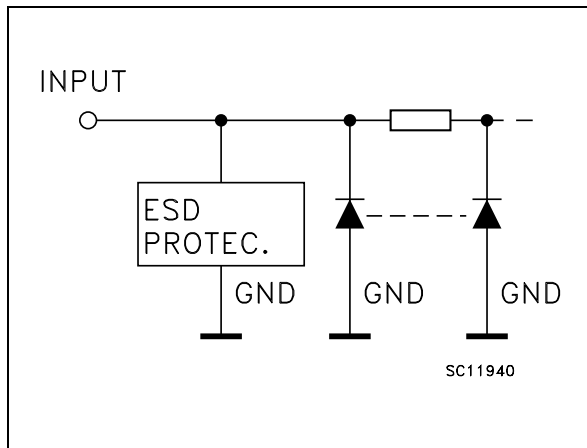 INPUT
ESD
PROTEC.
GND
GND
GND
SC11940